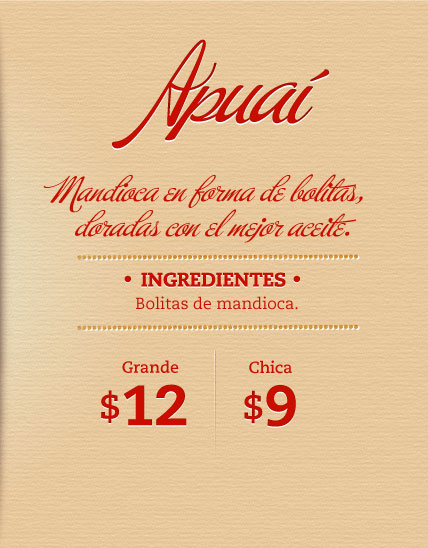 Apuaí
Mandioca en forma de bolitas,
doradas con el mejor aceite.
• INGREDIENTES •
Bolitas de mandioca.
Grande Chica
$12 $9